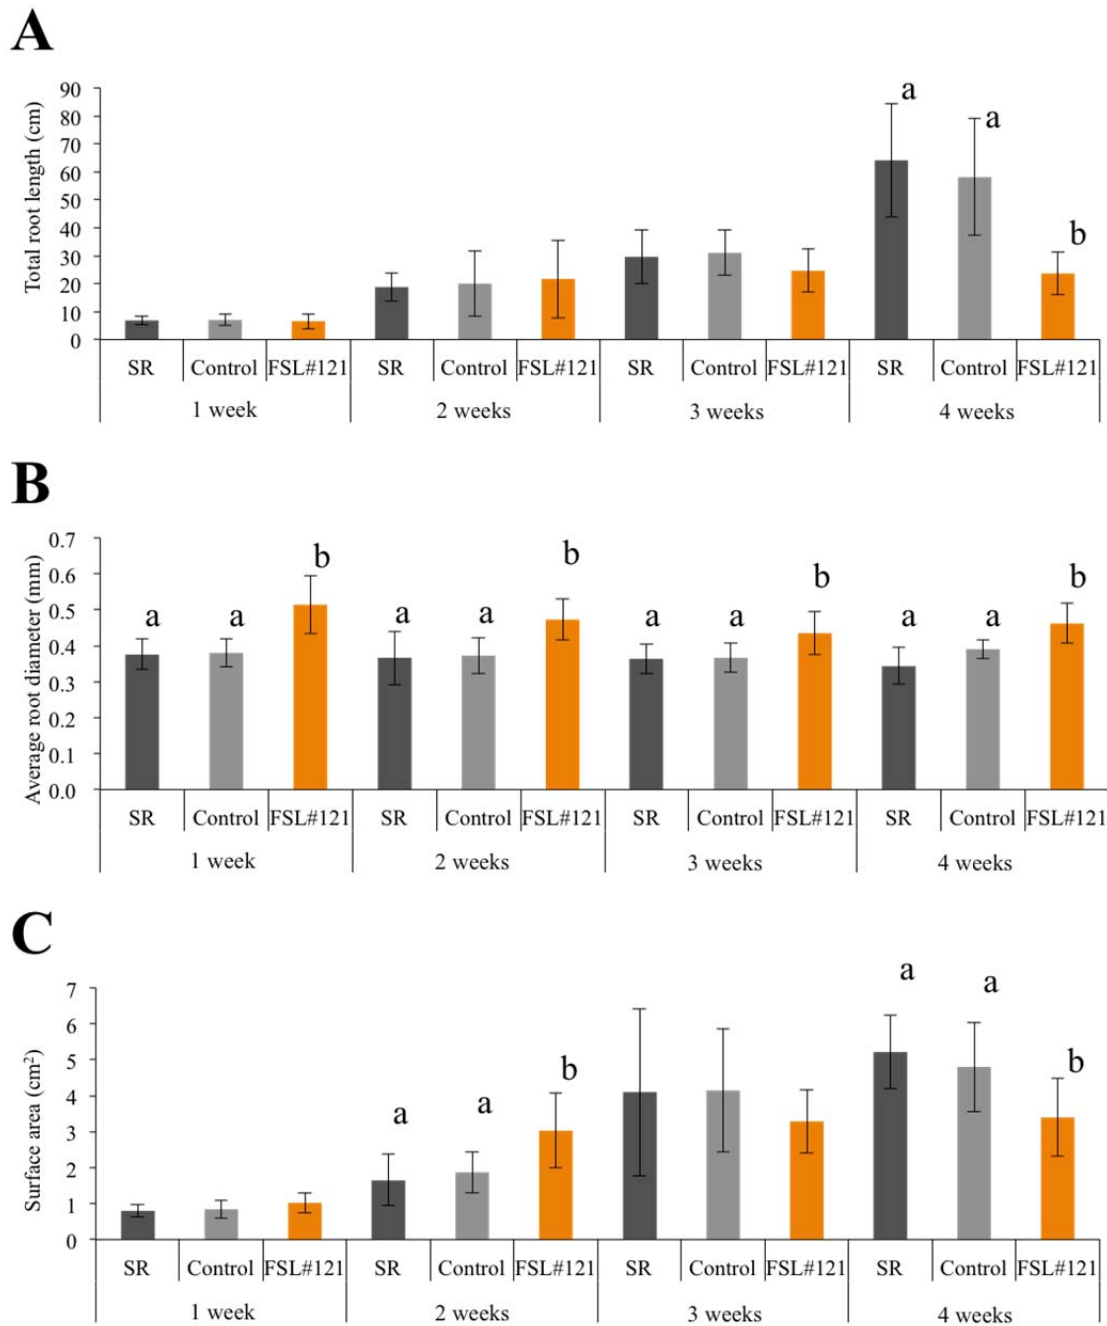 A
Total root length (cm)
90
80
70
60
50
40
30
20
10
0
a
a
b
SR Control FSL#121 SR Control FSL#121 SR Control FSL#121 SR Control FSL#121
1 week 2 weeks 3 weeks 4 weeks
B
Average root diameter (mm)
0.7
0.6
0.5
0.4
0.3
0.2
0.1
0.0
a a b a a b a a b a a b
SR Control FSL#121 SR Control FSL#121 SR Control FSL#121 SR Control FSL#121
1 week 2 weeks 3 weeks 4 weeks
C
Surface area (cm²)
7
6
5
4
3
2
1
0
a a b a a b
SR Control FSL#121 SR Control FSL#121 SR Control FSL#121 SR Control FSL#121
1 week 2 weeks 3 weeks 4 weeks